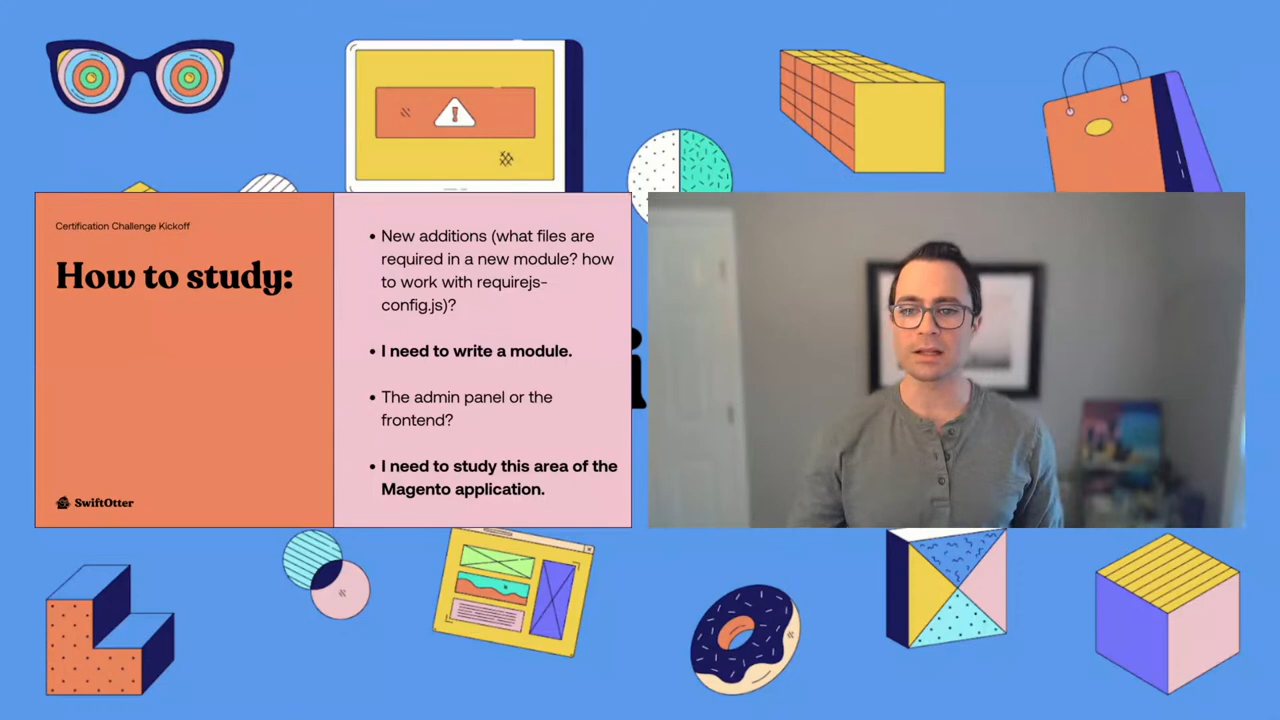 Certification Challenge Kickoff
How to study:
SwiftOtter
• New additions (what files are
required in a new module? how
to work with requirejs-
config.js)?
• I need to write a module.
• The admin panel or the
frontend?
• I need to study this area of the
Magento application.